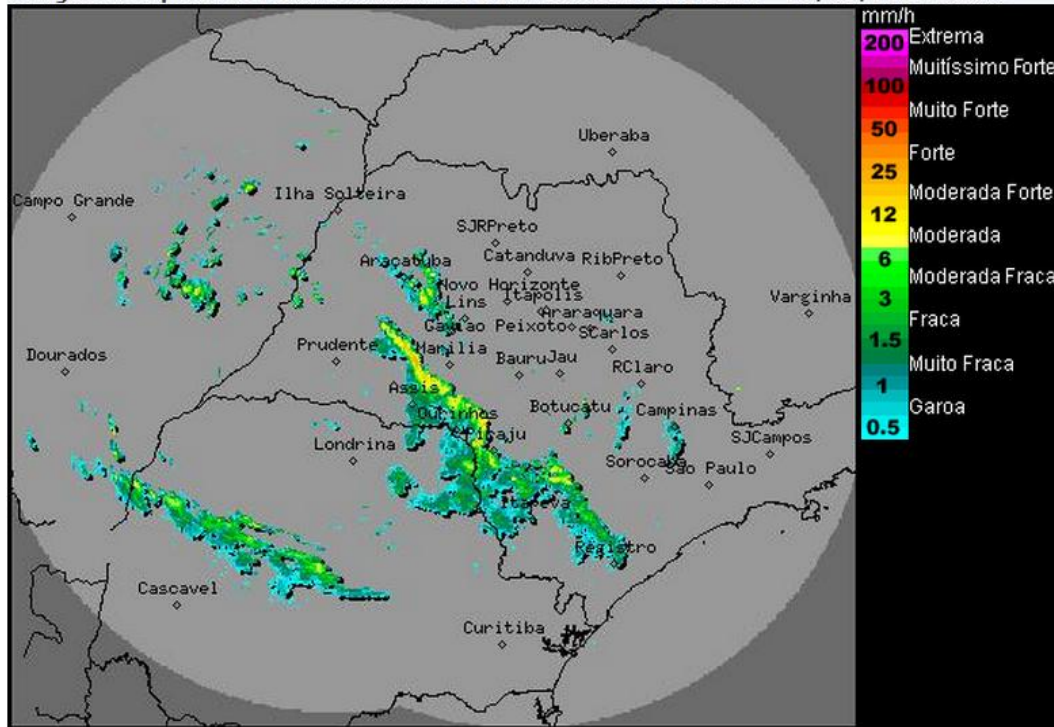 mm/h
200 Extrema
Muitíssimo Forte
100
Muito Forte
50
Forte
25
Moderada Forte
12
Moderada
6
Moderada Fraca
3
Fraca
1.5
Muito Fraca
1
Garoa
0.5
Uberaba
Campo Grande
Ilha Solteira
SJRPreto
Catanduva
RibPreto
Araçatuba
Novo Horizonte
Itapolis
Lins
Araraquara
Varginha
Gaviao Peixoto
SCarlos
Prudente
Marilia
Dourados
Bauru
Jau
RClaro
Assis
Ourinhos
Botucatu
Campinas
Piraju
Londrina
SJCampos
Sorocaba
Sao Paulo
Itapeva
Registro
Cascavel
Curitiba